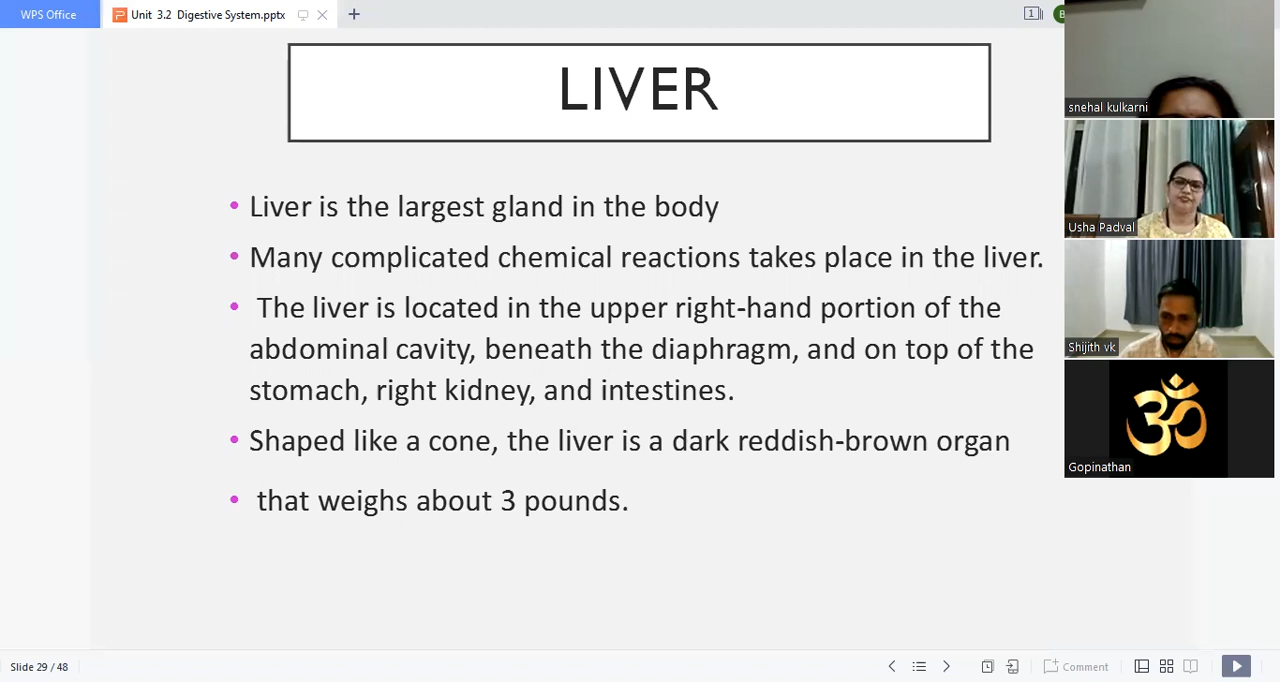 WPS Office
Unit 3.2 Digestive System.pptx
1
LIVER
• Liver is the largest gland in the body
• Many complicated chemical reactions takes place in the liver.
• The liver is located in the upper right-hand portion of the
abdominal cavity, beneath the diaphragm, and on top of the
stomach, right kidney, and intestines.
• Shaped like a cone, the liver is a dark reddish-brown organ
• that weighs about 3 pounds.
snehal kulkarni
Usha Padval
Shijith vk
ॐ
Gopinathan
Slide 29 / 48
Comment